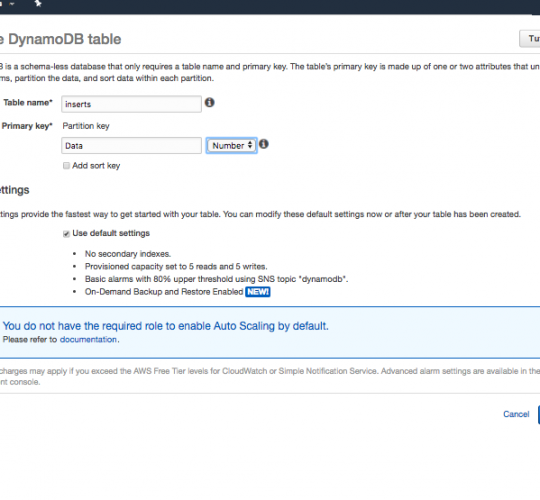 e DynamoDB table
Tu
B is a schema-less database that only requires a table name and primary key. The table's primary key is made up of one or two attributes that un
ms, partition the data, and sort data within each partition.
Table name* inserts
Primary key* Partition key
Data Number
Add sort key
ettings
ttings provide the fastest way to get started with your table. You can modify these default settings now or after your table has been created.
Use default settings
• No secondary indexes.
• Provisioned capacity set to 5 reads and 5 writes.
• Basic alarms with 80% upper threshold using SNS topic "dynamodb".
• On-Demand Backup and Restore Enabled NEW!
You do not have the required role to enable Auto Scaling by default.
Please refer to documentation.
charges may apply if you exceed the AWS Free Tier levels for CloudWatch or Simple Notification Service. Advanced alarm settings are available in the
nt console.
Cancel